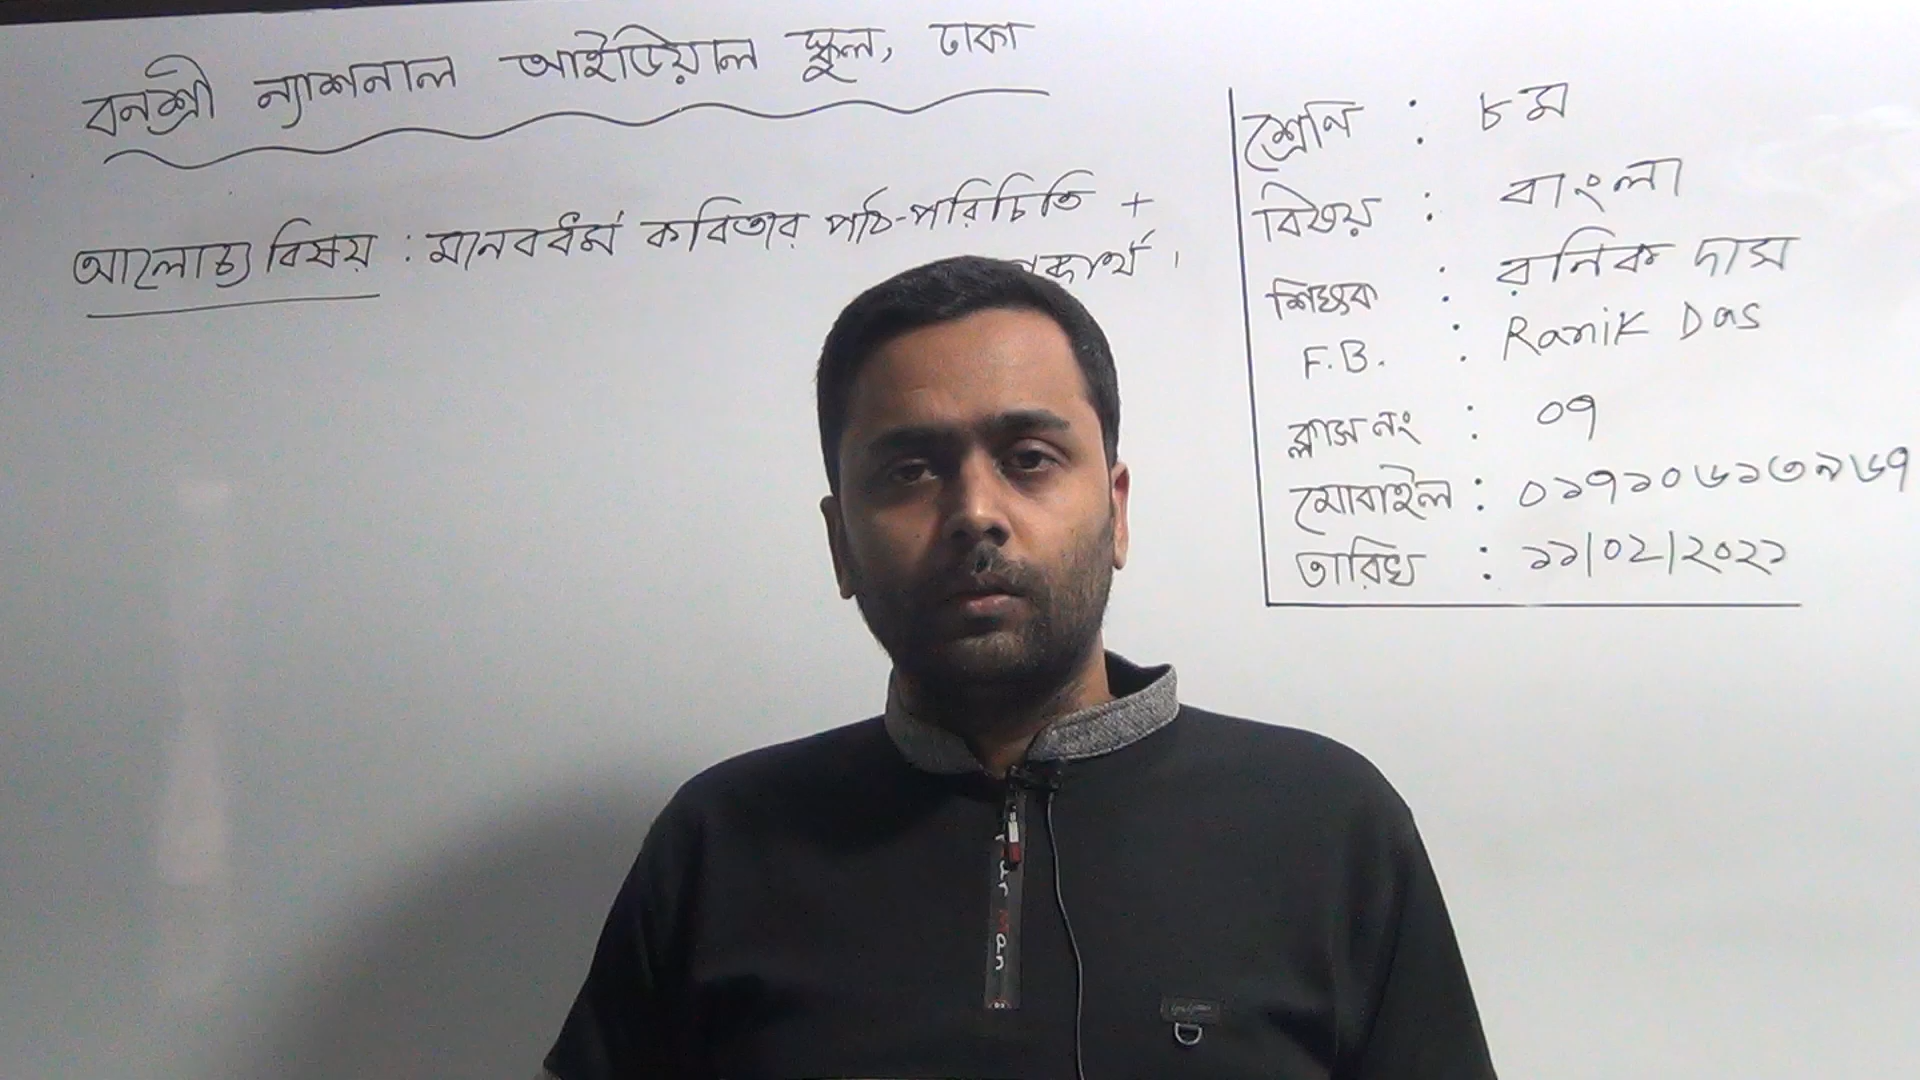 বনশ্রী ন্যাশনাল আইডিয়াল স্কুল, ঢাকা
আলোচ্য বিষয় : মানবধর্ম কবিতার পাঠ-পরিচিতি +
শ্রেনি : ৮ম
বিষয় : বাংলা
শিক্ষক : রনিক দাস
F.B. : Ranik Das
ক্লাস নং : ০৭
মোবাইল : ০১৭১০৬১৩৯৬৭
তারিখ : ১১/০২/২০২১